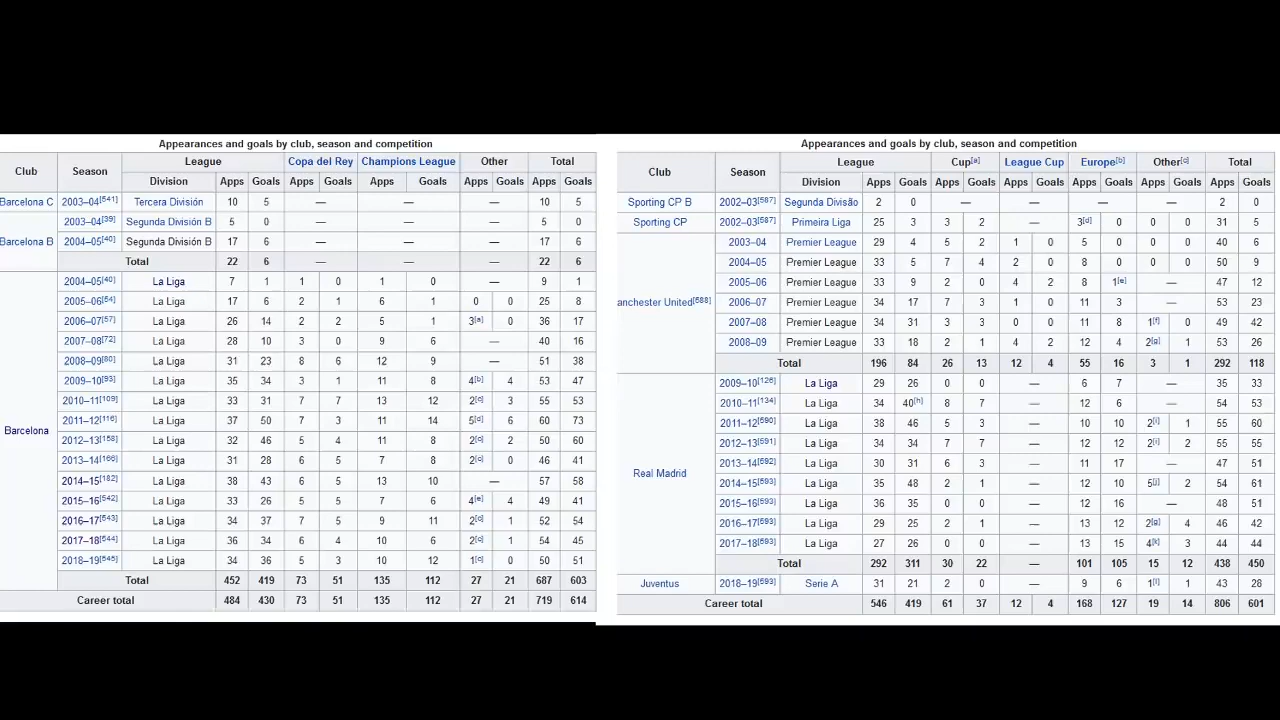 Appearances and goals by club, season and competition
Club Season League Copa del Rey Champions League Other Total
Division Apps Goals Apps Goals Apps Goals Apps Goals Apps Goals
Barcelona C 2003–04[541] Tercera División 10 5 — — — 10 5
Barcelona B 2003–04[39] Segunda División B 5 0 — — — 5 0
2004–05[40] Segunda División B 17 6 — — — 17 6
Total 22 6 — — — 22 6
Barcelona 2004–05[40] La Liga 7 1 1 0 1 0 — 9 1
2005–06[54] La Liga 17 6 2 1 6 1 0 0 25 8
2006–07[57] La Liga 26 14 2 2 5 1 3[a] 0 36 17
2007–08[72] La Liga 28 10 3 0 9 6 — 40 16
2008–09[80] La Liga 31 23 8 6 12 9 — 51 38
2009–10[93] La Liga 35 34 3 1 11 8 4[b] 4 53 47
2010–11[109] La Liga 33 31 7 7 13 12 2[c] 3 55 53
2011–12[116] La Liga 37 50 7 3 11 14 5[d] 6 60 73
2012–13[158] La Liga 32 46 5 4 11 8 2[c] 2 50 60
2013–14[166] La Liga 31 28 6 5 7 8 2[c] 0 46 41
2014–15[182] La Liga 38 43 6 5 13 10 — 57 58
2015–16[542] La Liga 33 26 5 5 7 6 4[e] 4 49 41
2016–17[543] La Liga 34 37 7 5 9 11 2[c] 1 52 54
2017–18[544] La Liga 36 34 6 4 10 6 2[c] 1 54 45
2018–19[545] La Liga 34 36 5 3 10 12 1[c] 0 50 51
Total 452 419 73 51 135 112 27 21 687 603
Career total 484 430 73 51 135 112 27 21 719 614
Appearances and goals by club, season and competition
Club Season League Cup[a] League Cup Europe[b] Other[c] Total
Division Apps Goals Apps Goals Apps Goals Apps Goals Apps Goals Apps Goals
Sporting CP B 2002–03[587] Segunda Divisão 2 0 — — — — 2 0
Sporting CP 2002–03[587] Primeira Liga 25 3 3 2 — 3[d] 0 0 0 31 5
anchester United[588] 2003–04 Premier League 29 4 5 2 1 0 5 0 0 0 40 6
2004–05 Premier League 33 5 7 4 2 0 8 0 0 0 50 9
2005–06 Premier League 33 9 2 0 4 2 8 1[e] — 47 12
2006–07 Premier League 34 17 7 3 1 0 11 3 — 53 23
2007–08 Premier League 34 31 3 3 0 0 11 8 1[f] 0 49 42
2008–09 Premier League 33 18 2 1 4 2 12 4 2[g] 1 53 26
Total 196 84 26 13 12 4 55 16 3 1 292 118
Real Madrid 2009–10[126] La Liga 29 26 0 0 — 6 7 — 35 33
2010–11[134] La Liga 34 40[h] 8 7 — 12 6 — 54 53
2011–12[590] La Liga 38 46 5 3 — 10 10 2[i] 1 55 60
2012–13[591] La Liga 34 34 7 7 — 12 12 2[i] 2 55 55
2013–14[592] La Liga 30 31 6 3 — 11 17 — 47 51
2014–15[593] La Liga 35 48 2 1 — 12 10 5[j] 2 54 61
2015–16[593] La Liga 36 35 0 0 — 12 16 — 48 51
2016–17[593] La Liga 29 25 2 1 — 13 12 2[g] 4 46 42
2017–18[593] La Liga 27 26 0 0 — 13 15 4[k] 3 44 44
Total 292 311 30 22 — 101 105 15 12 438 450
Juventus 2018–19[593] Serie A 31 21 2 0 — 9 6 1[l] 1 43 28
Career total 546 419 61 37 12 4 168 127 19 14 806 601